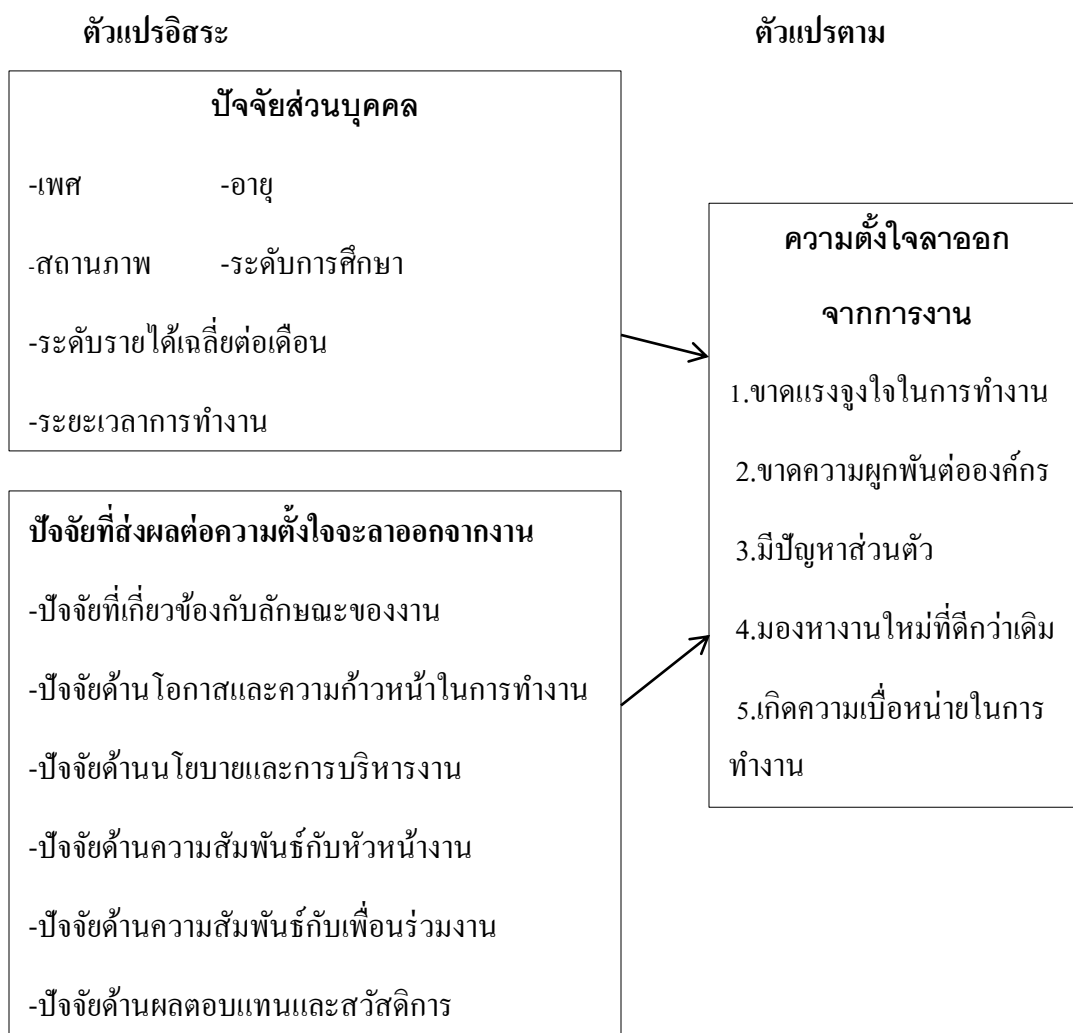 ตัวแปรอิสระ
ตัวแปรตาม
ปัจจัยส่วนบุคคล
-เพศ -อายุ
-สถานภาพ -ระดับการศึกษา
-ระดับรายได้เฉลี่ยต่อเดือน
-ระยะเวลาการทำงาน
ปัจจัยที่ส่งผลต่อความตั้งใจจะลาออกจากงาน
-ปัจจัยที่เกี่ยวข้องกับลักษณะของงาน
-ปัจจัยด้านโอกาสและความก้าวหน้าในการทำงาน
-ปัจจัยด้านนโยบายและการบริหารงาน
-ปัจจัยด้านความสัมพันธ์กับหัวหน้างาน
-ปัจจัยด้านความสัมพันธ์กับเพื่อนร่วมงาน
-ปัจจัยด้านผลตอบแทนและสวัสดิการ
ความตั้งใจลาออก
จากการงาน
1.ขาดแรงจูงใจในการทำงาน
2.ขาดความผูกพันต่อองค์กร
3.มีปัญหาส่วนตัว
4.มองหางานใหม่ที่ดีกว่าเดิม
5.เกิดความเบื่อหน่ายในการ
ทำงาน